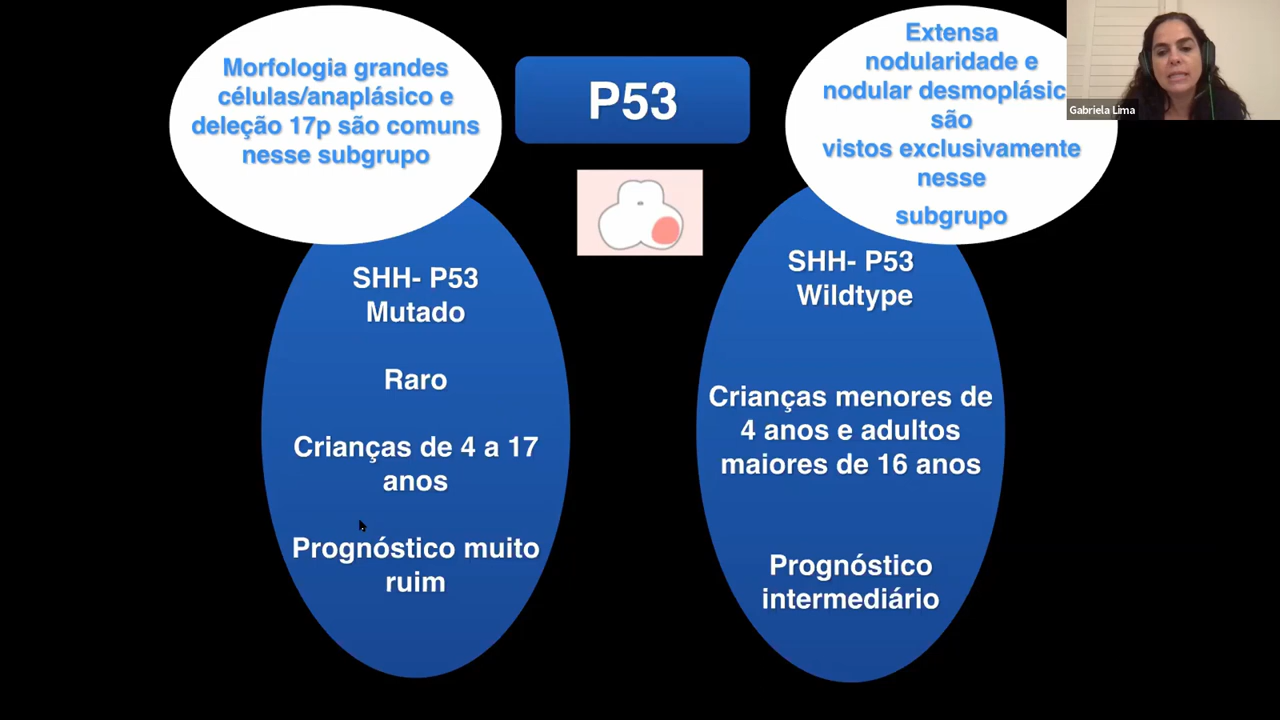 Morfologia grandes
células/anaplásico e
deleção 17p são comuns
nesse subgrupo
P53
Extensa
nodularidade e
nodular desmoplásic
são
vistos exclusivamente
nesse
subgrupo
Gabriela Lima
SHH- P53
Mutado
Raro
Crianças de 4 a 17
anos
Prognóstico muito
ruim
SHH- P53
Wildtype
Crianças menores de
4 anos e adultos
maiores de 16 anos
Prognóstico
intermediário